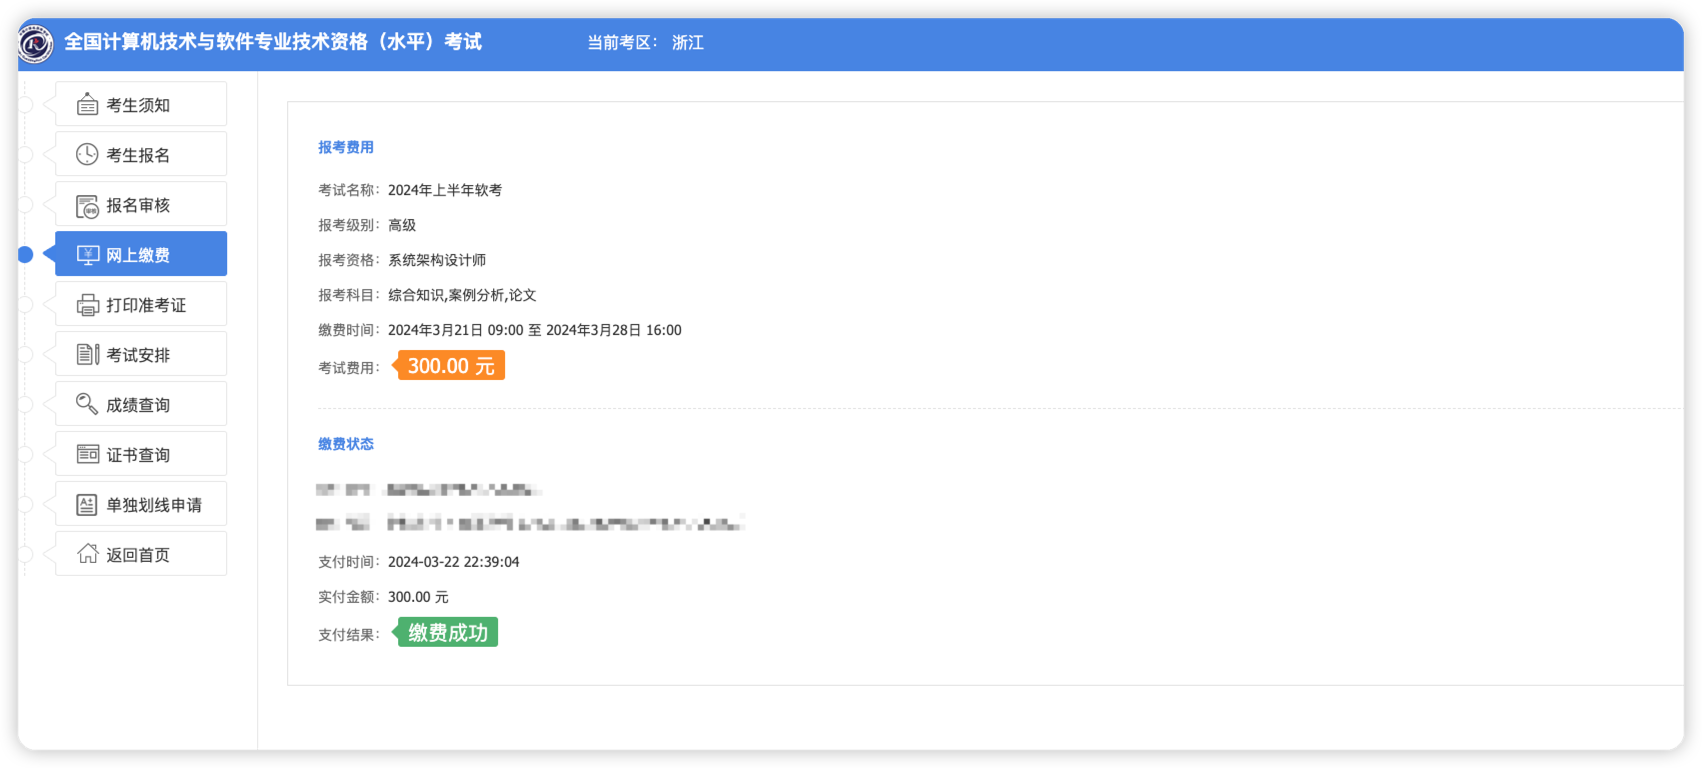 全国计算机技术与软件专业技术资格（水平）考试
当前考区： 浙江
考生须知
考生报名
报名审核
网上缴费
打印准考证
考试安排
成绩查询
证书查询
单独划线申请
返回首页
报考费用
考试名称： 2024年上半年软考
报考级别： 高级
报考资格： 系统架构设计师
报考科目： 综合知识,案例分析,论文
缴费时间： 2024年3月21日 09:00 至 2024年3月28日 16:00
考试费用： 300.00 元
缴费状态
支付时间： 2024-03-22 22:39:04
实付金额： 300.00 元
支付结果： 缴费成功